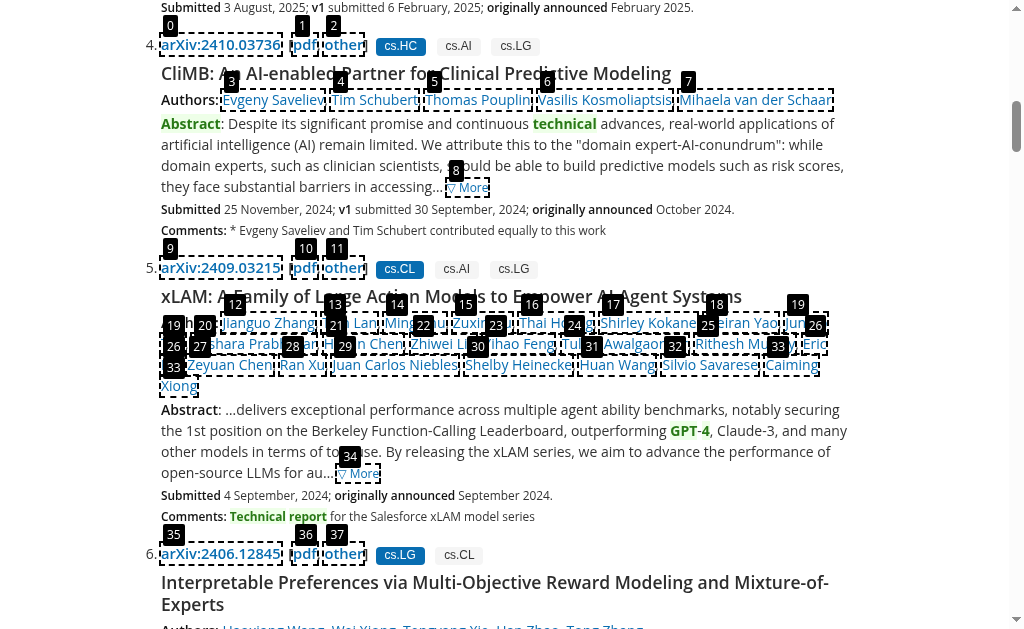 Submitted 3 August, 2025; v1 submitted 6 February, 2025; originally announced February 2025.
0 1 2
4. arXiv:2410.03736 [pdf, other] cs.HC cs.AI cs.LG
CliMB: An AI-enabled Partner for Clinical Predictive Modeling
3 4 5 6 7
Authors: Evgeny Saveliev, Tim Schubert, Thomas Pouplin, Vasilis Kosmoliaptsis, Mihaela van der Schaar
Abstract: Despite its significant promise and continuous technical advances, real-world applications of
artificial intelligence (AI) remain limited. We attribute this to the "domain expert-AI-conundrum": while
domain experts, such as clinician scientists, should be able to build predictive models such as risk scores,
8
they face substantial barriers in accessing... ▽ More
Submitted 25 November, 2024; v1 submitted 30 September, 2024; originally announced October 2024.
Comments: * Evgeny Saveliev and Tim Schubert contributed equally to this work
9 10 11
5. arXiv:2409.03215 [pdf, other] cs.CL cs.AI cs.LG
xLAM: A Family of Large Action Models to Empower AI Agent Systems
12 13 14 15 16 17 18 19
Jianguo Zhang, Lan, Ming Thai Shirley Kokane, Yao,
19 20 21 22 23 24 25 26
Chen, Zhiwei Feng, Awalgaon Rithesh Eric
26 27 28 29 30 31 32 33
Zeyuan Chen, Ran Xu, Juan Carlos Niebles, Shelby Heinecke, Huan Wang, Silvio Savarese, Caiming
33
Xiong
Abstract: ...delivers exceptional performance across multiple agent ability benchmarks, notably securing
the 1st position on the Berkeley Function-Calling Leaderboard, outperforming GPT-4, Claude-3, and many
other models in terms of tool use. By releasing the xLAM series, we aim to advance the performance of
34
open-source LLMs for au... ▽ More
Submitted 4 September, 2024; originally announced September 2024.
Comments: Technical report for the Salesforce xLAM model series
35 36 37
6. arXiv:2406.12845 [pdf, other] cs.LG cs.CL
Interpretable Preferences via Multi-Objective Reward Modeling and Mixture-of-
Experts
Authors: Haoxiang Wang, Wei Xiong, Tengyang Xie, Han Zhao, Tong Zhang